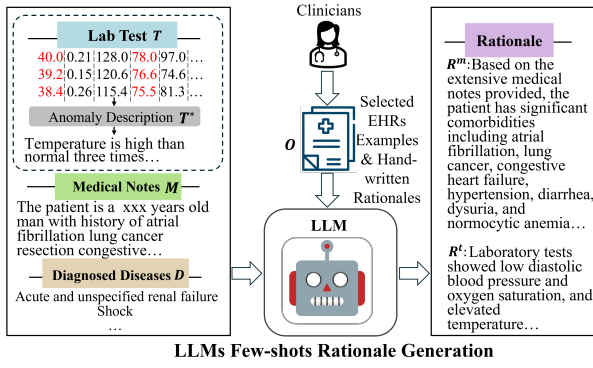 Lab Test T
40.0 0.21 128.0 78.0 97.0 ...
39.2 0.15 120.6 76.6 74.6 ...
38.4 0.26 115.4 75.5 81.3 ...
Anomaly Description T*
Temperature is high than
normal three times...
Medical Notes M
The patient is a xxx years old
man with history of atrial
fibrillation lung cancer
resection congestive...
Diagnosed Diseases D
Acute and unspecified renal failure
Shock
...
Clinicians
O
Selected
EHRs
Examples
& Hand-
written
Rationales
LLM
Rationale
Rᵐ:Based on the
extensive medical
notes provided, the
patient has significant
comorbidities
including atrial
fibrillation, lung
cancer, congestive
heart failure,
hypertension, diarrhea,
dysuria, and
normocytic anemia...
Rᵗ:Laboratory tests
showed low diastolic
blood pressure and
oxygen saturation, and
elevated
temperature...
LLMs Few-shots Rationale Generation